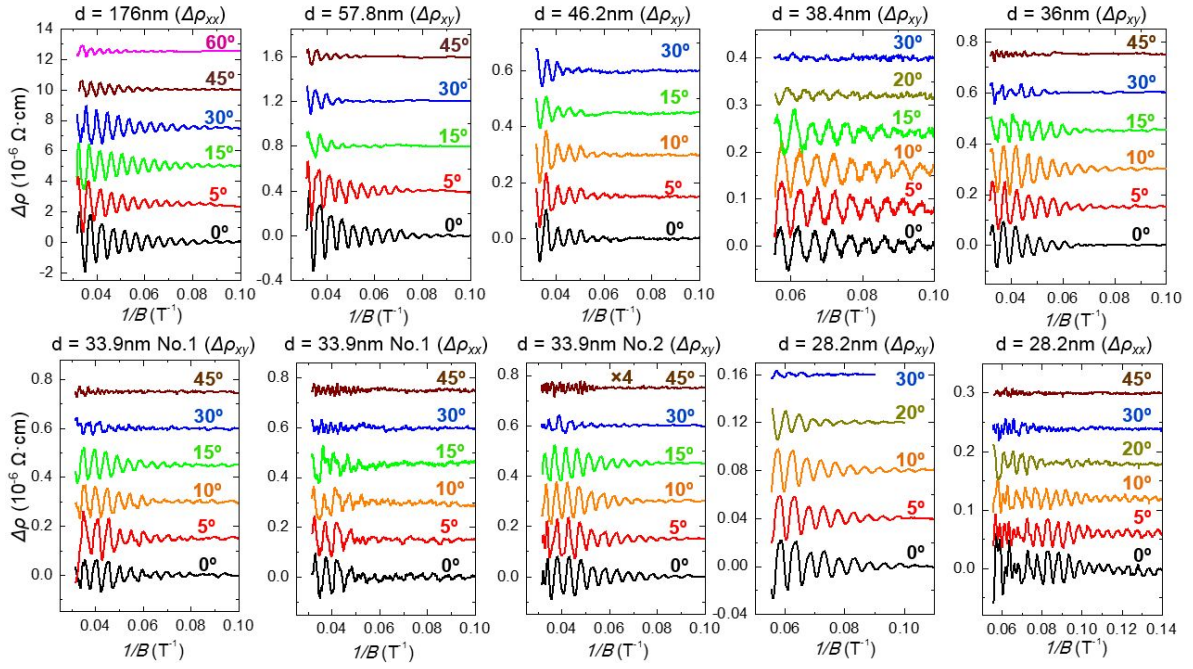 d = 176nm (Δρxx)
14
12
10
8
6
4
2
0
-2
60º
45º
30º
15º
5º
0º
0.04 0.06 0.08 0.10
1/B (T⁻¹)
Δρ (10⁻⁶ Ω·cm)
d = 57.8nm (Δρxy)
2.0
1.6
1.2
0.8
0.4
0.0
-0.4
45º
30º
15º
5º
0º
0.04 0.06 0.08 0.10
1/B (T⁻¹)
d = 46.2nm (Δρxy)
0.6
0.4
0.2
0.0
30º
15º
10º
5º
0º
0.04 0.06 0.08 0.10
1/B (T⁻¹)
d = 38.4nm (Δρxy)
0.4
0.3
0.2
0.1
0.0
30º
20º
15º
10º
5º
0º
0.06 0.08 0.10
1/B (T⁻¹)
d = 36nm (Δρxy)
0.8
0.6
0.4
0.2
0.0
45º
30º
15º
10º
5º
0º
0.04 0.06 0.08 0.10
1/B (T⁻¹)
d = 33.9nm No.1 (Δρxy)
0.8
0.6
0.4
0.2
0.0
45º
30º
15º
10º
5º
0º
0.04 0.06 0.08 0.10
1/B (T⁻¹)
Δρ (10⁻⁶ Ω·cm)
d = 33.9nm No.1 (Δρxx)
0.8
0.6
0.4
0.2
0.0
45º
30º
15º
10º
5º
0º
0.04 0.06 0.08 0.10
1/B (T⁻¹)
d = 33.9nm No.2 (Δρxy)
0.8
0.6
0.4
0.2
0.0
×4 45º
30º
15º
10º
5º
0º
0.04 0.06 0.08 0.10
1/B (T⁻¹)
d = 28.2nm (Δρxy)
0.16
0.12
0.08
0.04
0.00
-0.04
30º
20º
10º
5º
0º
0.06 0.08 0.10
1/B (T⁻¹)
d = 28.2nm (Δρxx)
0.3
0.2
0.1
0.0
45º
30º
20º
10º
5º
0º
0.06 0.08 0.10 0.12 0.14
1/B (T⁻¹)